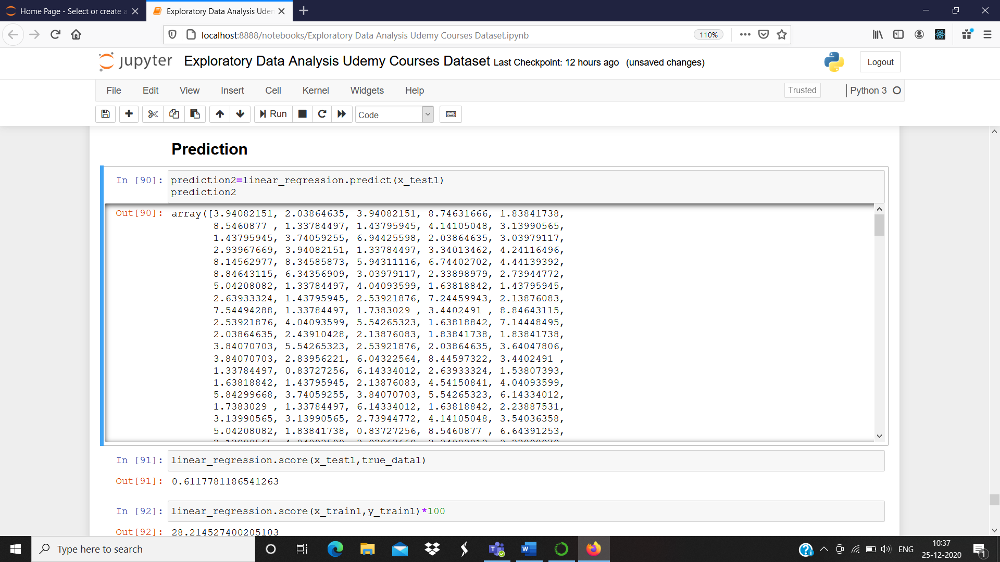 Home Page - Select or create a
Exploratory Data Analysis Uden
localhost:8888/notebooks/Exploratory Data Analysis Udemy Courses Dataset.ipynb
110%
jupyter Exploratory Data Analysis Udemy Courses Dataset Last Checkpoint: 12 hours ago (unsaved changes)
Logout
File Edit View Insert Cell Kernel Widgets Help
Trusted
Python 3
Run
Code
Prediction
In [90]: prediction2=linear_regression.predict(x_test1)
prediction2
Out[90]: array([3.94082151, 2.03864635, 3.94082151, 8.74631666, 1.83841738,
8.5460877 , 1.33784497, 1.43795945, 4.14105048, 3.13990565,
1.43795945, 3.74059255, 6.94425598, 2.03864635, 3.03979117,
2.93967669, 3.94082151, 1.33784497, 3.34013462, 4.24116496,
8.14562977, 8.34585873, 5.94311116, 6.74402702, 4.44139392,
8.84643115, 6.34356909, 3.03979117, 2.33898979, 2.73944772,
5.04208082, 1.33784497, 4.04093599, 1.63818842, 1.43795945,
2.63933324, 1.43795945, 2.53921876, 7.24459943, 2.13876083,
7.54494288, 1.33784497, 1.7383029 , 3.4402491 , 8.84643115,
2.53921876, 4.04093599, 5.54265323, 1.63818842, 7.14448495,
2.03864635, 2.43910428, 2.13876083, 1.83841738, 1.83841738,
3.84070703, 5.54265323, 2.53921876, 2.03864635, 3.64047806,
3.84070703, 2.83956221, 6.04322564, 8.44597322, 3.4402491 ,
1.33784497, 0.83727256, 6.14334012, 2.63933324, 1.53807393,
1.63818842, 1.43795945, 2.13876083, 4.54150841, 4.04093599,
5.84299668, 3.74059255, 3.84070703, 5.54265323, 6.14334012,
1.7383029 , 1.33784497, 6.14334012, 1.63818842, 2.23887531,
3.13990565, 3.13990565, 2.73944772, 4.14105048, 3.54036358,
5.04208082, 1.83841738, 0.83727256, 8.5460877 , 6.64391253,
In [91]: linear_regression.score(x_test1,true_data1)
Out[91]: 0.6117781186541263
In [92]: linear_regression.score(x_train1,y_train1)*100
Out[92]: 28.214527400205103
Type here to search
ENG
10:37
25-12-2020
1